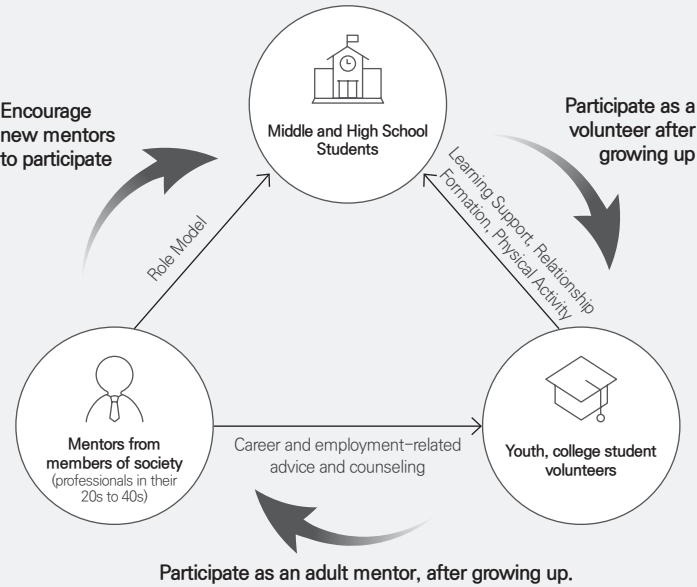 Middle and High School
Students
Encourage
new mentors
to participate
Participate as a
volunteer after
growing up
Role Model
Learning Support, Relationship
Formation, Physical Activity
Mentors from
members of society
(professionals in their
20s to 40s)
Career and employment-related
advice and counseling
Youth, college student
volunteers
Participate as an adult mentor, after growing up.